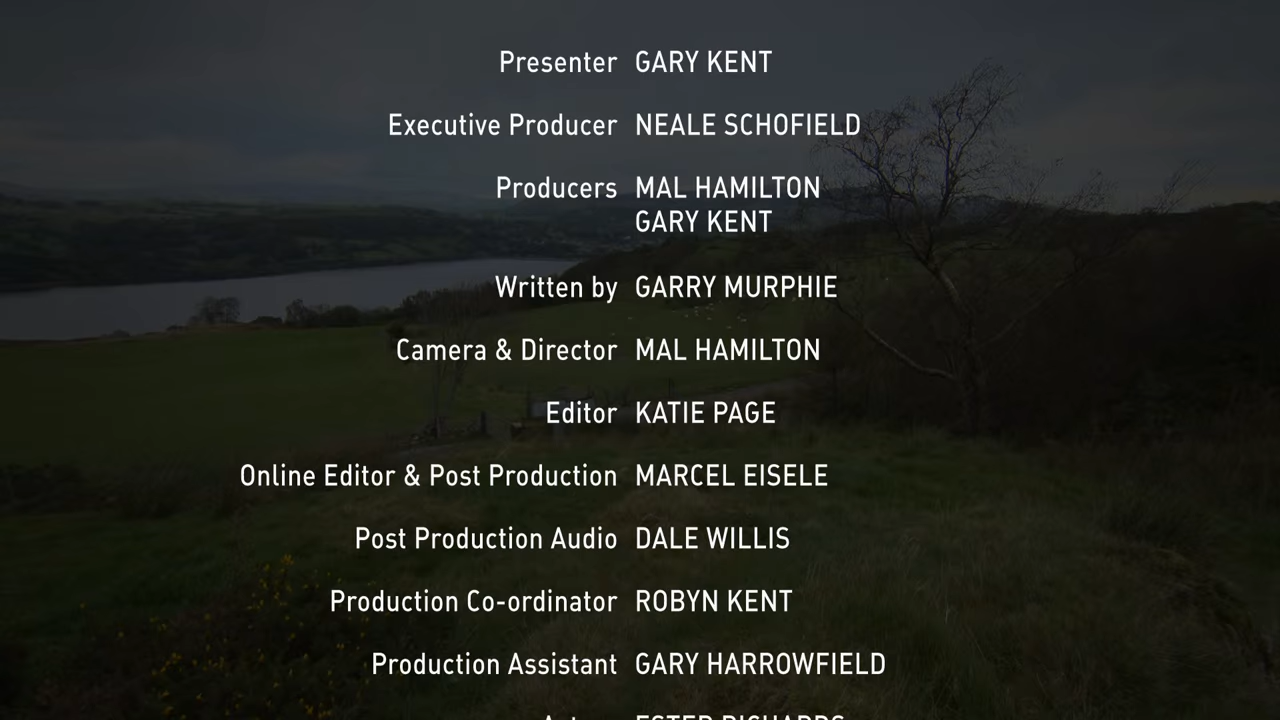 Presenter GARY KENT
Executive Producer NEALE SCHOFIELD
Producers MAL HAMILTON
GARY KENT
Written by GARRY MURPHIE
Camera & Director MAL HAMILTON
Editor KATIE PAGE
Online Editor & Post Production MARCEL EISELE
Post Production Audio DALE WILLIS
Production Co-ordinator ROBYN KENT
Production Assistant GARY HARROWFIELD